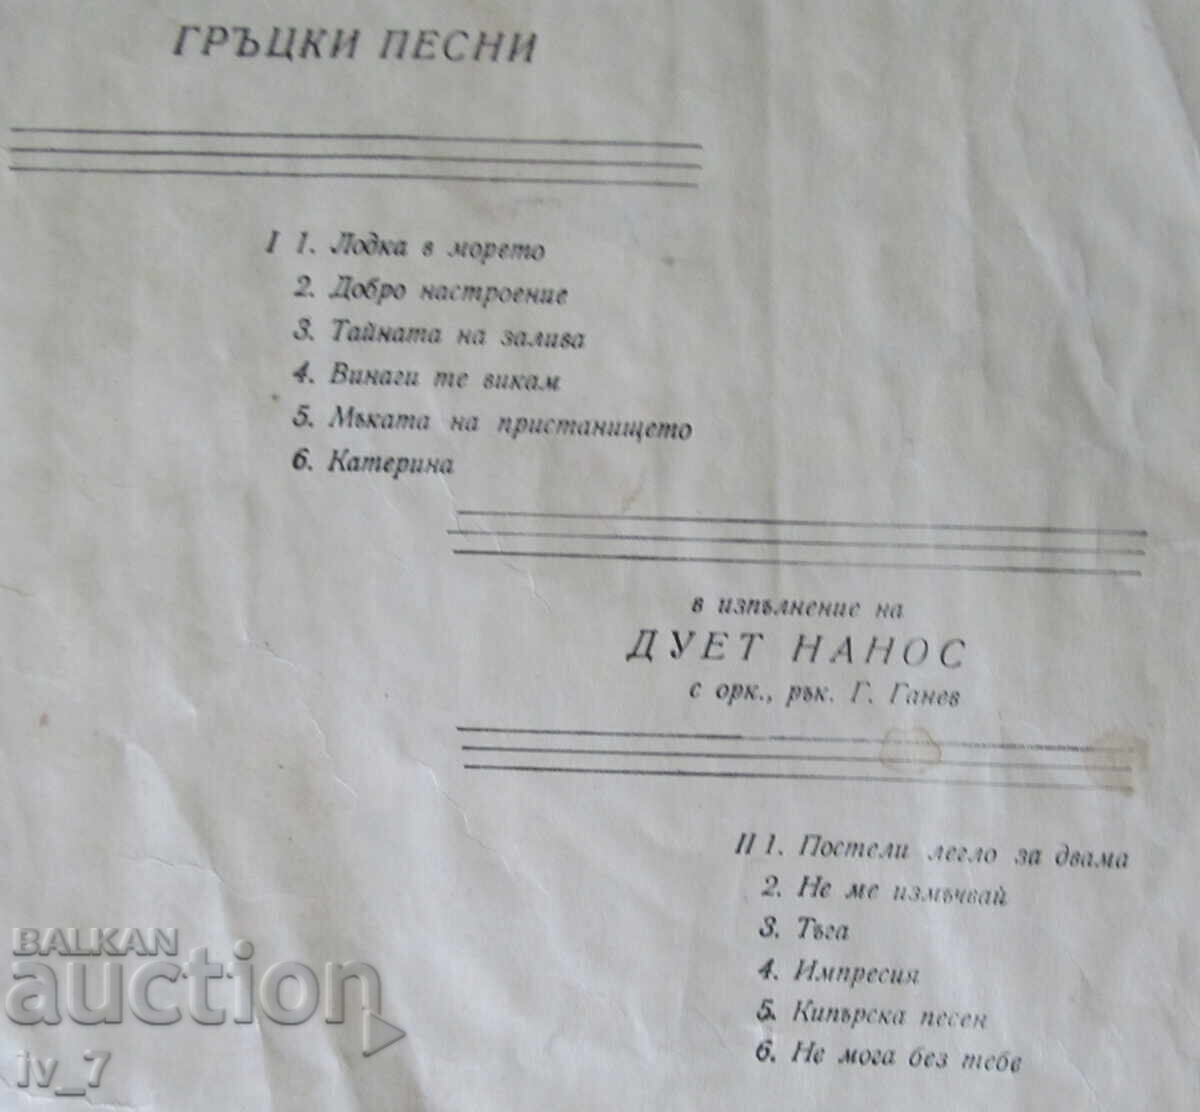 ГРЪЦКИ ПЕСНИ
I 1. Лодка в морето
2. Добро настроение
3. Тайната на залива
4. Винаги те викам
5. Мъката на пристанището
6. Катерина
в изпълнение на
ДУЕТ НАНОС
с орк., рък. Г. Ганев
II 1. Постели легло за двама
2. Не ме измъчвай
3. Тъга
4. Импресия
5. Кипърска песен
6. Не мога без тебе
BALKAN
auction
iv_7